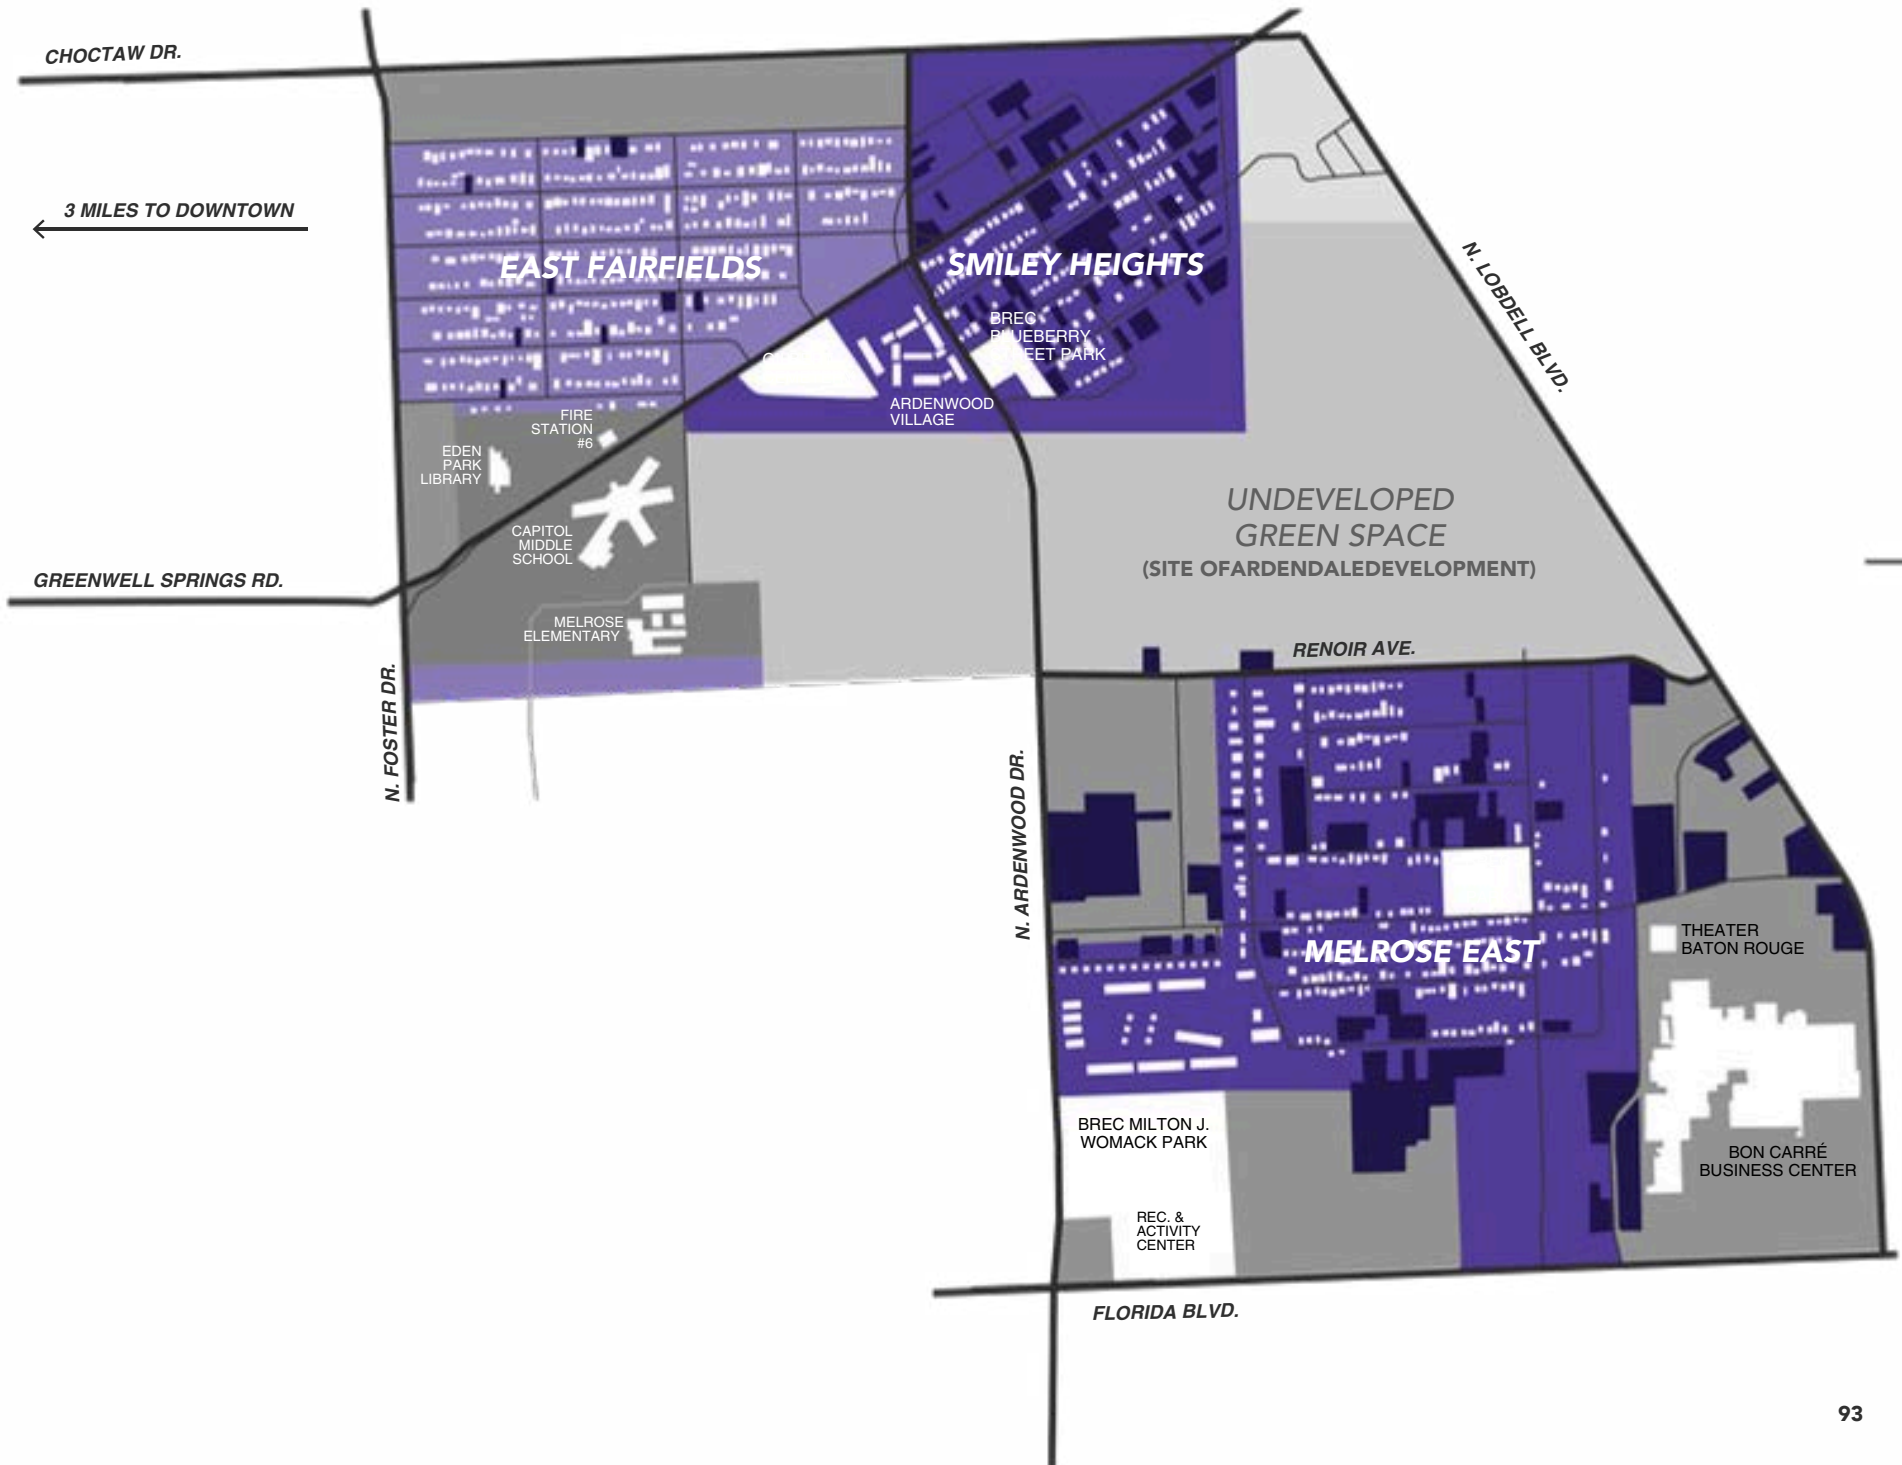 CHOCTAW DR.
3 MILES TO DOWNTOWN
EAST FAIRFIELDS
SMILEY HEIGHTS
N. LOBDELL BLVD.
BREC
BLUEBERRY
STREET PARK
ARDENWOOD
VILLAGE
FIRE
STATION
#6
EDEN
PARK
LIBRARY
CAPITOL
MIDDLE
SCHOOL
UNDEVELOPED
GREEN SPACE
(SITE OFARDENDALEDEVELOPMENT)
GREENWELL SPRINGS RD.
MELROSE
ELEMENTARY
RENOIR AVE.
N. FOSTER DR.
N. ARDENWOOD DR.
MELROSE EAST
THEATER
BATON ROUGE
BREC MILTON J.
WOMACK PARK
BON CARRÉ
BUSINESS CENTER
REC. &
ACTIVITY
CENTER
FLORIDA BLVD.
93